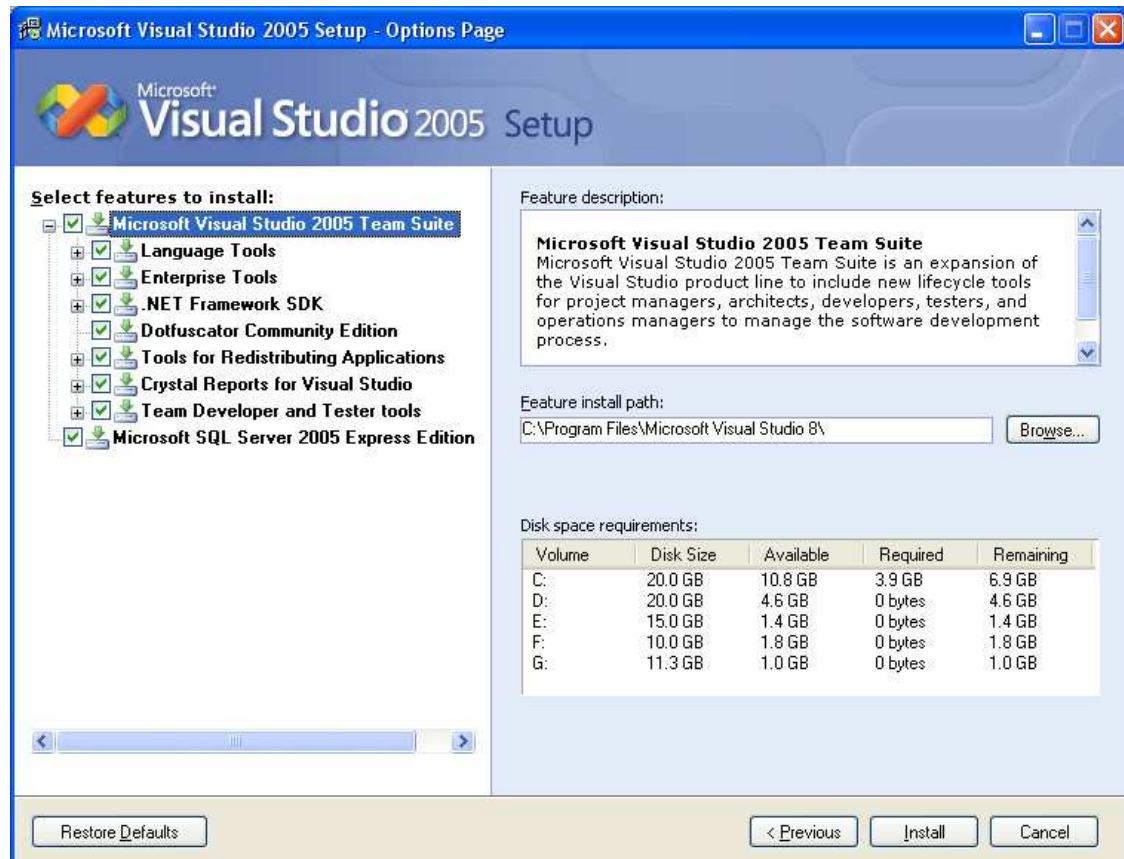 Microsoft Visual Studio 2005 Setup - Options Page
Microsoft
Visual Studio 2005 Setup
Select features to install:
Microsoft Visual Studio 2005 Team Suite
Language Tools
Enterprise Tools
.NET Framework SDK
Dotfuscator Community Edition
Tools for Redistributing Applications
Crystal Reports for Visual Studio
Team Developer and Tester tools
Microsoft SQL Server 2005 Express Edition
Feature description:
Microsoft Visual Studio 2005 Team Suite
Microsoft Visual Studio 2005 Team Suite is an expansion of
the Visual Studio product line to include new lifecycle tools
for project managers, architects, developers, testers, and
operations managers to manage the software development
process.
Feature install path:
C:\Program Files\Microsoft Visual Studio 8\
Browse...
Disk space requirements:
Volume Disk Size Available Required Remaining
C: 20.0 GB 10.8 GB 3.9 GB 6.9 GB
D: 20.0 GB 4.6 GB 0 bytes 4.6 GB
E: 15.0 GB 1.4 GB 0 bytes 1.4 GB
F: 10.0 GB 1.8 GB 0 bytes 1.8 GB
G: 11.3 GB 1.0 GB 0 bytes 1.0 GB
Restore Defaults
< Previous
Install
Cancel